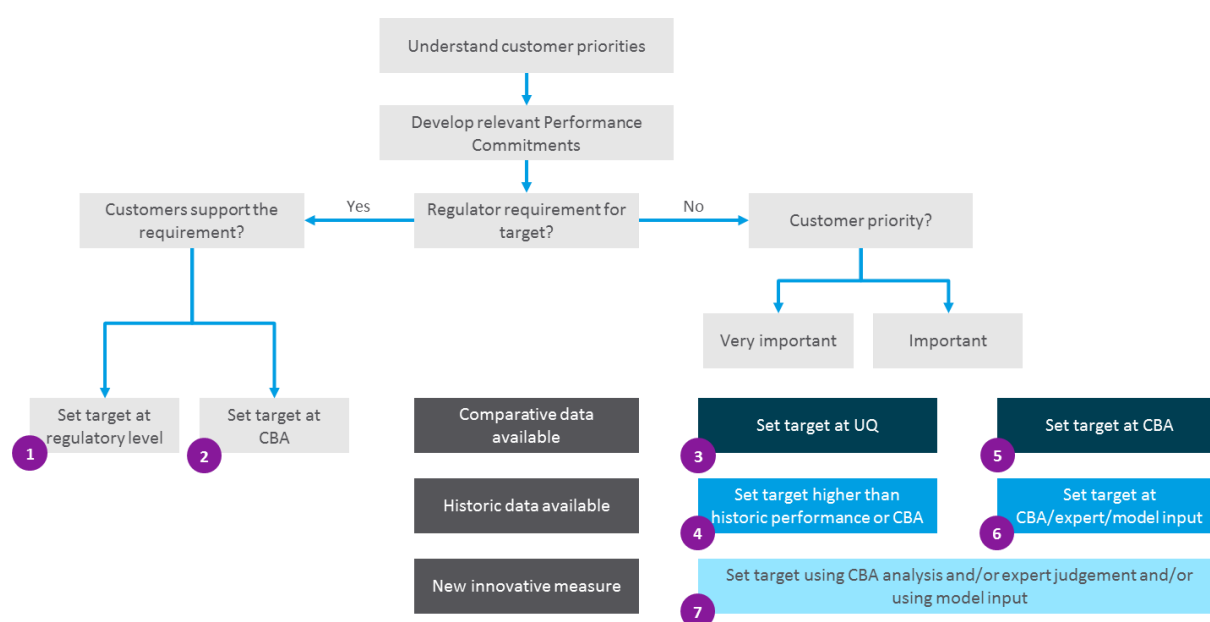 Understand customer priorities
Develop relevant Performance
Commitments
Customers support the
requirement?
Yes
Regulator requirement for
target?
No
Customer priority?
Very important
Important
Set target at
regulatory level
1
Set target at
CBA
2
Comparative data
available
Set target at UQ
3
Set target at CBA
5
Historic data available
Set target higher than
historic performance or CBA
4
Set target at
CBA/expert/model input
6
New innovative measure
Set target using CBA analysis and/or expert judgement and/or
using model input
7